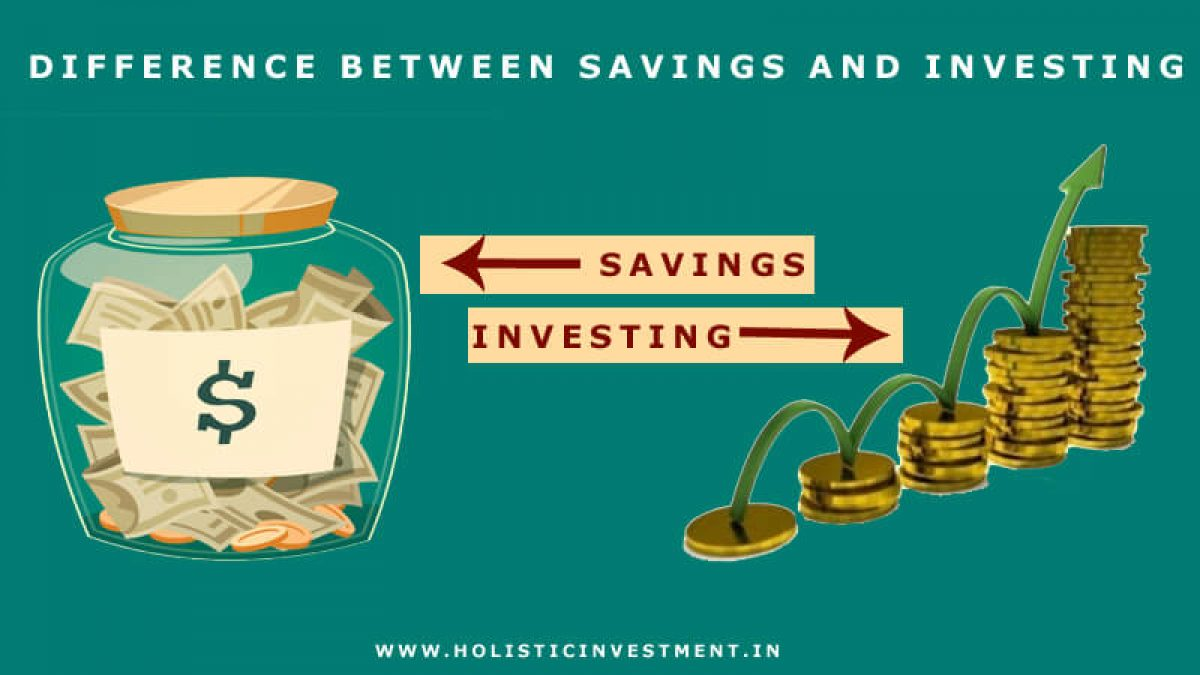 DIFFERENCE BETWEEN SAVINGS AND INVESTING
SAVINGS
INVESTING
$
WWW.HOLISTICINVESTMENT.IN